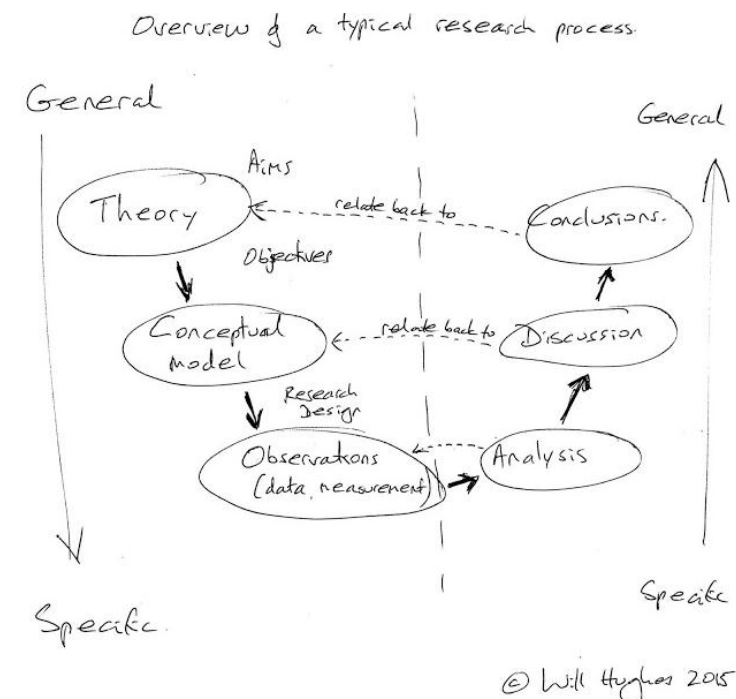 Overview of a typical research process.
General
General
Aims
Theory
relate back to
Conclusions.
Objectives
Conceptual
model
relate back to
Discussion
Research
Design
Observations
(data, measurement)
Analysis
Specific.
Specific
© Will Hughes 2015